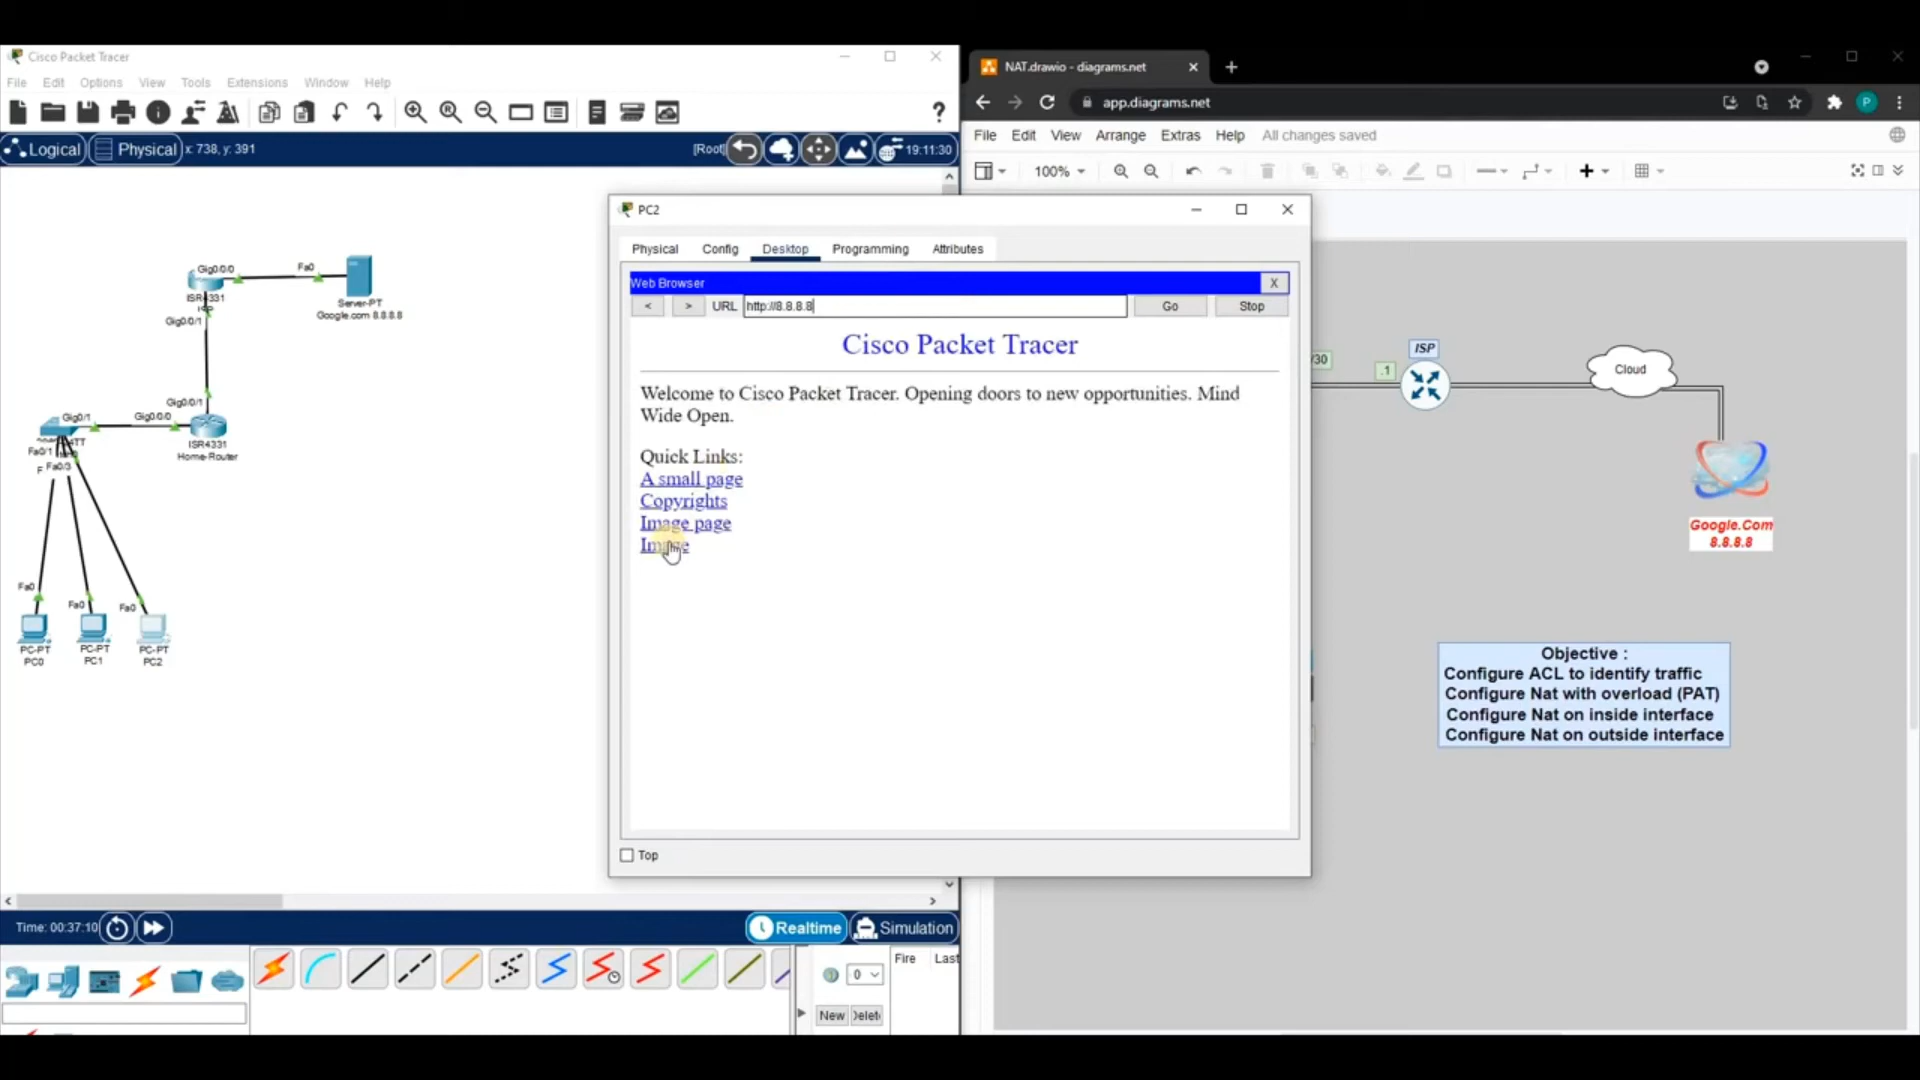 Cisco Packet Tracer
File Edit Options View Tools Extensions Window Help
?
Logical Physical x: 738, y: 391 [Root] 19:11:30
Gig0/0/0 Fa0
ISR4331
Server-PT
Google.com 8.8.8.8
Gig0/0/1
Gig0/0/1
Gig0/1 Gig0/0/0
ISR4331
Home-Router
Fa0/1
F Fa0/3
Fa0 Fa0 Fa0
PC-PT PC-PT PC-PT
PC0 PC1 PC2
PC2
Physical Config Desktop Programming Attributes
Web Browser X
< > URL http://8.8.8.8 Go Stop
Cisco Packet Tracer
Welcome to Cisco Packet Tracer. Opening doors to new opportunities. Mind
Wide Open.
Quick Links:
A small page
Copyrights
Image page
Image
Top
Time: 00:37:10 Realtime Simulation
Fire Last
0
New Delet
NAT.drawio - diagrams.net
app.diagrams.net P
File Edit View Arrange Extras Help All changes saved
100%
/30 .1 ISP Cloud
Google.Com
8.8.8.8
Objective :
Configure ACL to identify traffic
Configure Nat with overload (PAT)
Configure Nat on inside interface
Configure Nat on outside interface